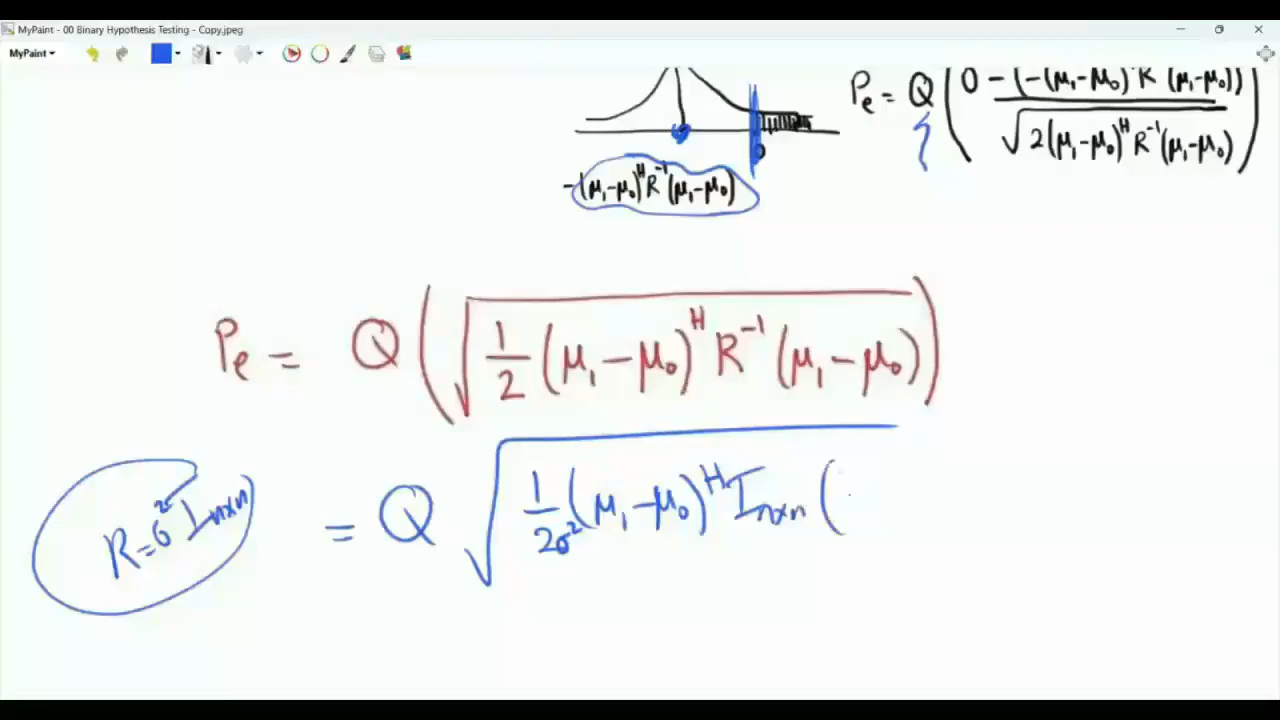 MyPaint - 00 Binary Hypothesis Testing - Copy.jpeg
MyPaint
Pe = Q ( 0 - (-(μ₁-μ₀)ᴴ R⁻¹ (μ₁-μ₀)) / √ 2(μ₁-μ₀)ᴴ R⁻¹ (μ₁-μ₀) )
0
-(μ₁-μ₀)ᴴ R⁻¹ (μ₁-μ₀)
Pe = Q ( √ 1/2 (μ₁-μ₀)ᴴ R⁻¹ (μ₁-μ₀) )
R = σ² Iₙₓₙ
= Q √ 1/2σ² (μ₁-μ₀)ᴴ Iₙₓₙ (